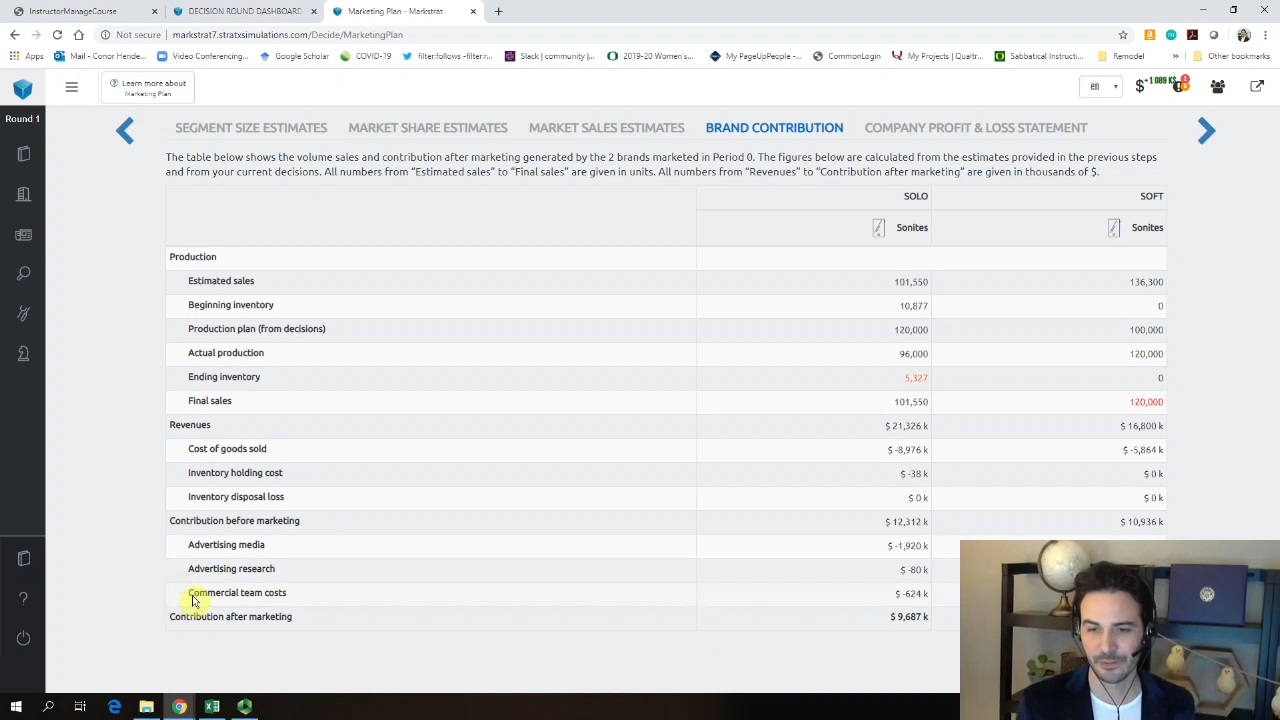 InstructorManageCourse
DECISION ROUND DASHBOARD
Marketing Plan - Markstrat
Not secure | markstrat7.stratxsimulations.com/Decide/MarketingPlan
Apps
Mail - Conor Hende...
Video Conferencing...
Google Scholar
COVID-19
filter:follows -filter:r...
Slack | community |...
2019-20 Women's...
My PageUpPeople -...
CommonLogin
My Projects | Qualtr...
Sabbatical Instructi...
Remodel
»
Other bookmarks
Learn more about
Marketing Plan
en
$ +1 089 K$
Round 1
SEGMENT SIZE ESTIMATES MARKET SHARE ESTIMATES MARKET SALES ESTIMATES BRAND CONTRIBUTION COMPANY PROFIT & LOSS STATEMENT
The table below shows the volume sales and contribution after marketing generated by the 2 brands marketed in Period 0. The figures below are calculated from the estimates provided in the previous steps
and from your current decisions. All numbers from “Estimated sales” to “Final sales” are given in units. All numbers from “Revenues” to “Contribution after marketing” are given in thousands of $.
SOLO SOFT
Sonites Sonites
Production
Estimated sales 101,550 136,300
Beginning inventory 10,877 0
Production plan (from decisions) 120,000 100,000
Actual production 96,000 120,000
Ending inventory 5,327 0
Final sales 101,550 120,000
Revenues $ 21,326 k $ 16,800 k
Cost of goods sold $ -8,976 k $ -5,864 k
Inventory holding cost $ -38 k $ 0 k
Inventory disposal loss $ 0 k $ 0 k
Contribution before marketing $ 12,312 k $ 10,936 k
Advertising media $ -1,920 k
Advertising research $ -80 k
Commercial team costs $ -624 k
Contribution after marketing $ 9,687 k